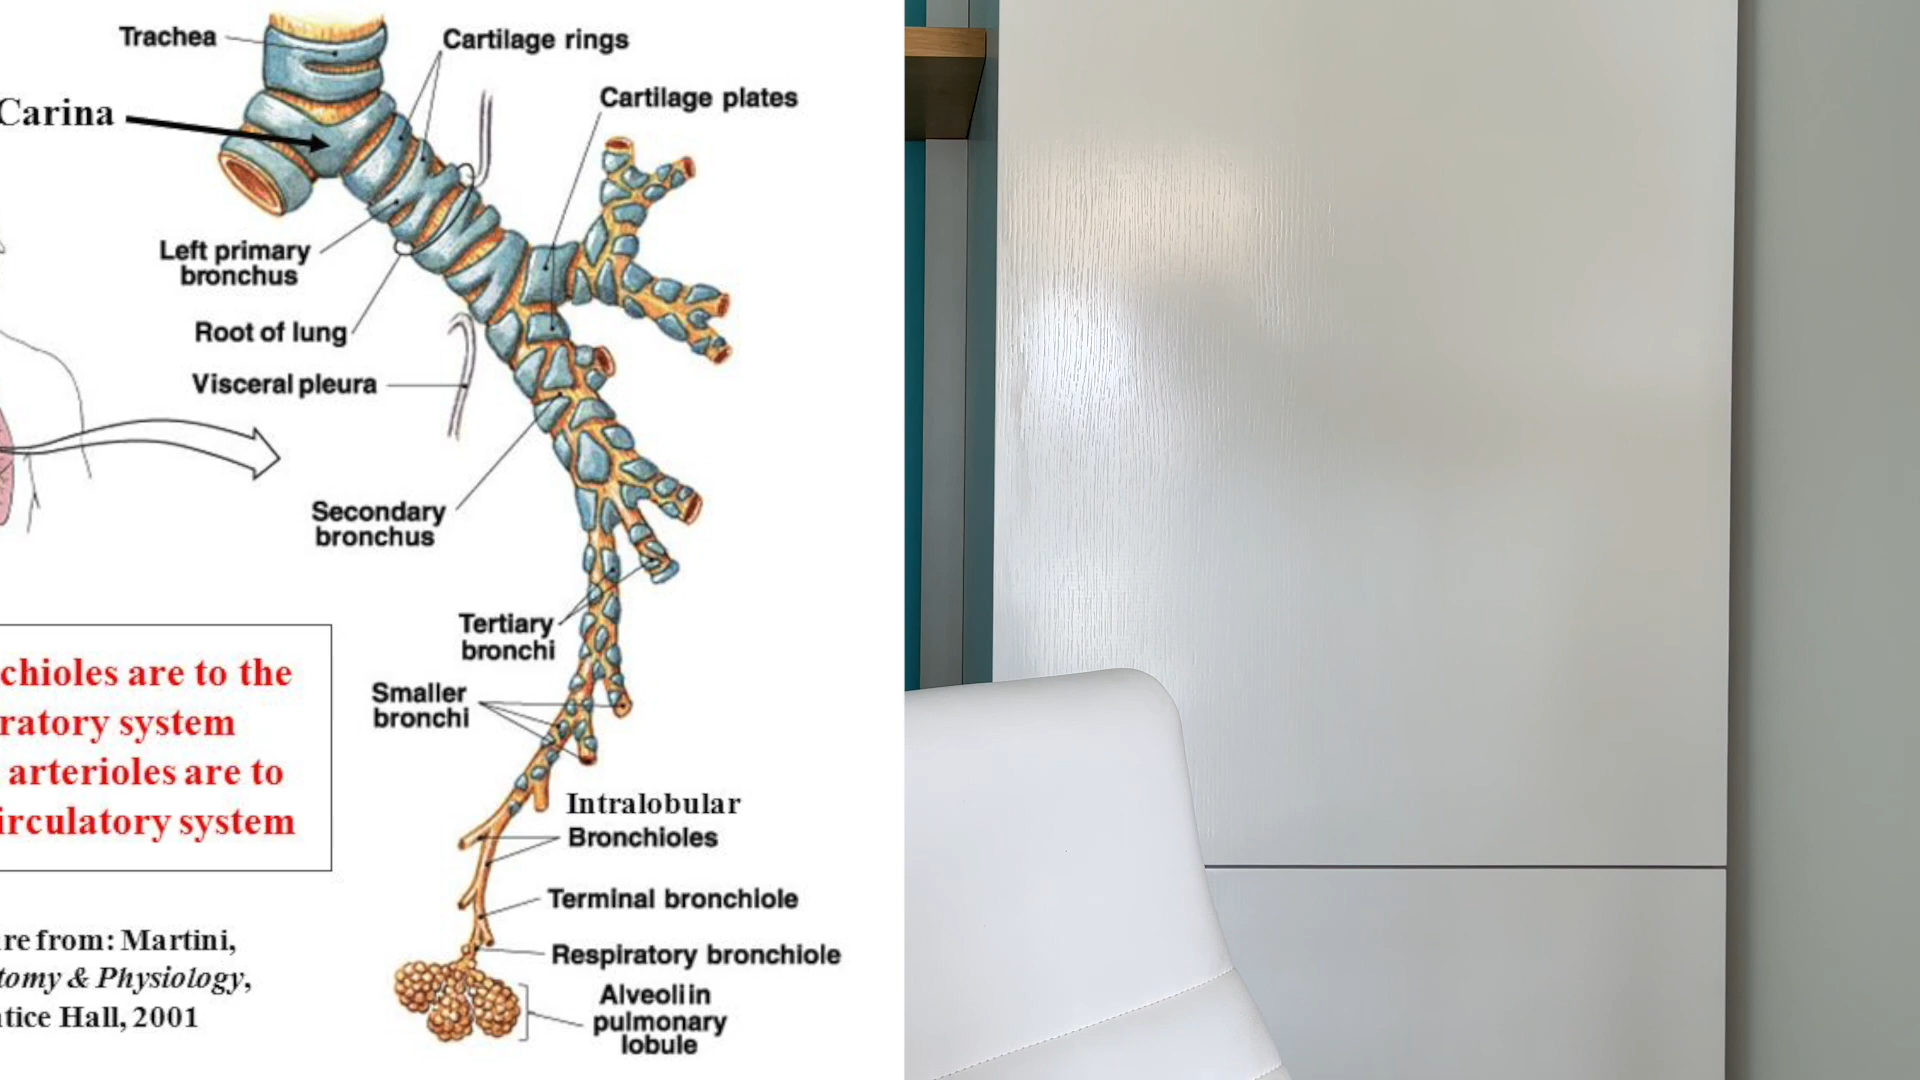 Trachea
Cartilage rings
Cartilage plates
Carina
Left primary
bronchus
Root of lung
Visceral pleura
Secondary
bronchus
Tertiary
bronchi
Smaller
bronchi
chioles are to the
ratory system
arterioles are to
irculatory system
Intralobular
Bronchioles
Terminal bronchiole
Respiratory bronchiole
Alveoli in
pulmonary
lobule
re from: Martini,
tomy & Physiology,
tice Hall, 2001